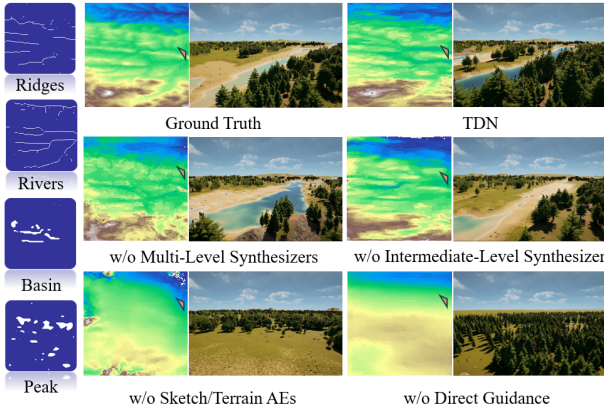 Ridges
Rivers
Basin
Peak
Ground Truth
TDN
w/o Multi-Level Synthesizers
w/o Intermediate-Level Synthesizer
w/o Sketch/Terrain AEs
w/o Direct Guidance